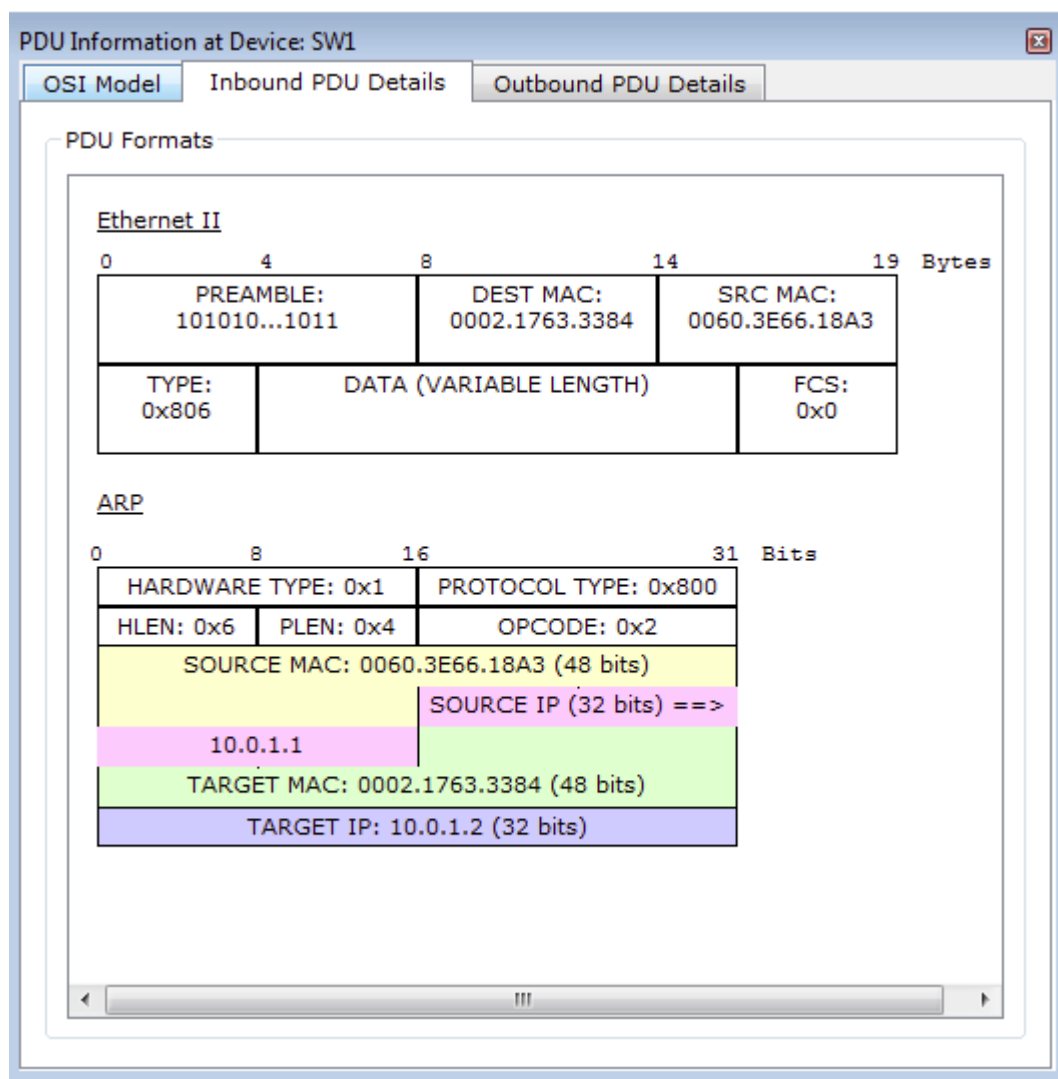 PDU Information at Device: SW1
OSI Model Inbound PDU Details Outbound PDU Details
PDU Formats
Ethernet II
0 4 8 14 19 Bytes
PREAMBLE: DEST MAC: SRC MAC:
101010...1011 0002.1763.3384 0060.3E66.18A3
TYPE: DATA (VARIABLE LENGTH) FCS:
0x806 0x0
ARP
0 8 16 31 Bits
HARDWARE TYPE: 0x1 PROTOCOL TYPE: 0x800
HLEN: 0x6 PLEN: 0x4 OPCODE: 0x2
SOURCE MAC: 0060.3E66.18A3 (48 bits)
SOURCE IP (32 bits) ==>
10.0.1.1
TARGET MAC: 0002.1763.3384 (48 bits)
TARGET IP: 10.0.1.2 (32 bits)